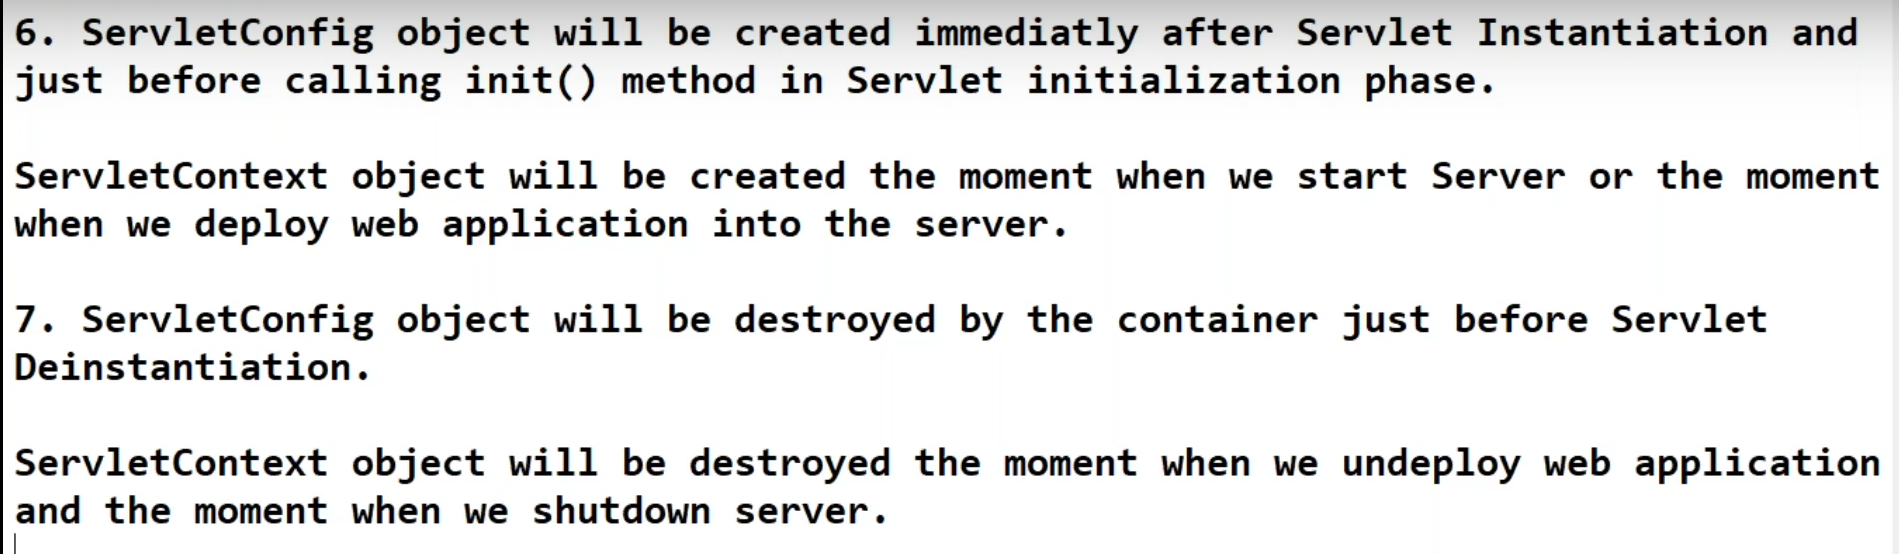 6. ServletConfig object will be created immediatly after Servlet Instantiation and
just before calling init() method in Servlet initialization phase.
ServletContext object will be created the moment when we start Server or the moment
when we deploy web application into the server.
7. ServletConfig object will be destroyed by the container just before Servlet
Deinstantiation.
ServletContext object will be destroyed the moment when we undeploy web application
and the moment when we shutdown server.